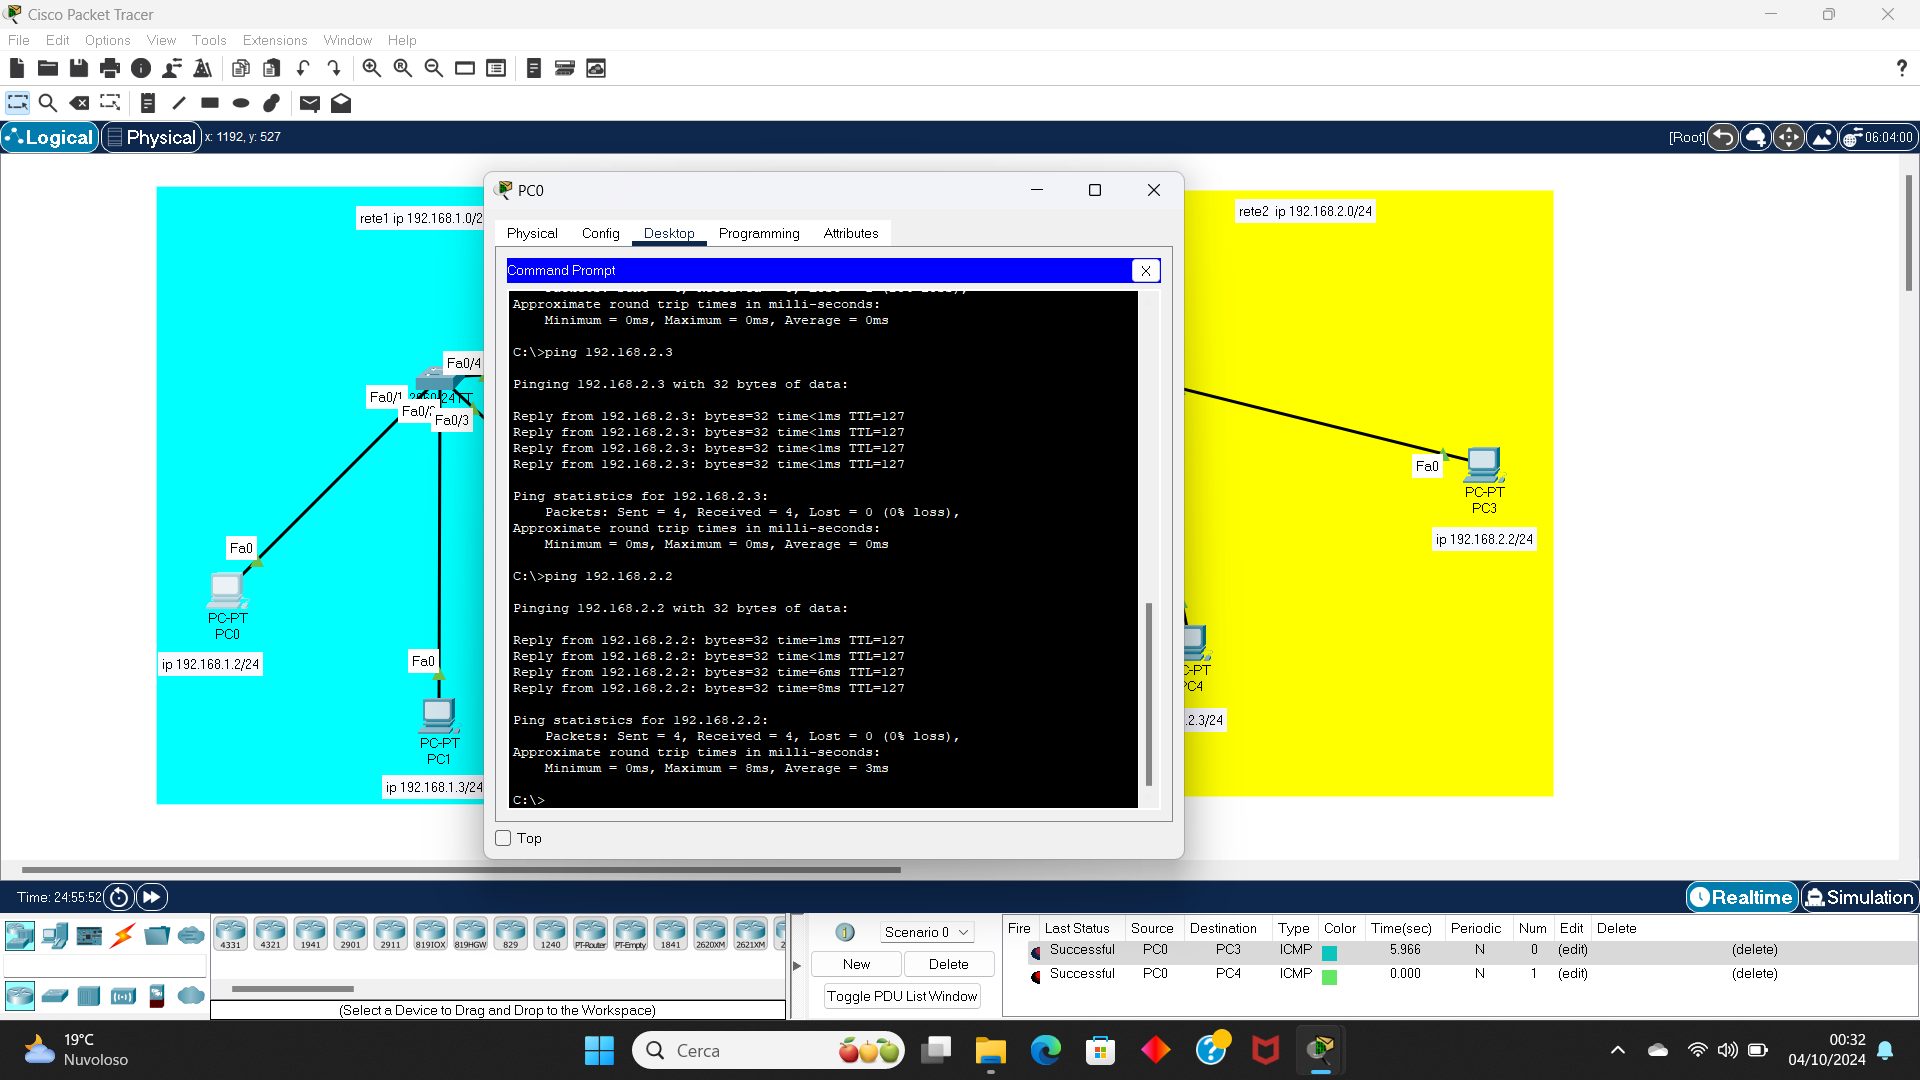 Cisco Packet Tracer
File Edit Options View Tools Extensions Window Help
Logical Physical x: 1192, y: 527 [Root] 06:04:00
rete1 ip 192.168.1.0/2
rete2 ip 192.168.2.0/24
PC0
Physical Config Desktop Programming Attributes
Command Prompt
Approximate round trip times in milli-seconds:
Minimum = 0ms, Maximum = 0ms, Average = 0ms
C:\>ping 192.168.2.3
Pinging 192.168.2.3 with 32 bytes of data:
Reply from 192.168.2.3: bytes=32 time<1ms TTL=127
Reply from 192.168.2.3: bytes=32 time<1ms TTL=127
Reply from 192.168.2.3: bytes=32 time<1ms TTL=127
Reply from 192.168.2.3: bytes=32 time<1ms TTL=127
Ping statistics for 192.168.2.3:
Packets: Sent = 4, Received = 4, Lost = 0 (0% loss),
Approximate round trip times in milli-seconds:
Minimum = 0ms, Maximum = 0ms, Average = 0ms
C:\>ping 192.168.2.2
Pinging 192.168.2.2 with 32 bytes of data:
Reply from 192.168.2.2: bytes=32 time=1ms TTL=127
Reply from 192.168.2.2: bytes=32 time<1ms TTL=127
Reply from 192.168.2.2: bytes=32 time=6ms TTL=127
Reply from 192.168.2.2: bytes=32 time=8ms TTL=127
Ping statistics for 192.168.2.2:
Packets: Sent = 4, Received = 4, Lost = 0 (0% loss),
Approximate round trip times in milli-seconds:
Minimum = 0ms, Maximum = 8ms, Average = 3ms
C:\>
Top
Fa0/4
Fa0/1
Fa0/3
Fa0
PC-PT
PC0
ip 192.168.1.2/24
Fa0
PC-PT
PC1
ip 192.168.1.3/24
Fa0
PC-PT
PC3
ip 192.168.2.2/24
C-PT
PC4
.2.3/24
Time: 24:55:52 Realtime Simulation
4331 4321 1941 2901 2911 819IOX 819HGW 829 1240 PT-Router PT-Empty 1841 2620XM 2621XM 2
(Select a Device to Drag and Drop to the Workspace)
1 Scenario 0
New Delete
Toggle PDU List Window
Fire Last Status Source Destination Type Color Time(sec) Periodic Num Edit Delete
Successful PC0 PC3 ICMP 5.966 N 0 (edit) (delete)
Successful PC0 PC4 ICMP 0.000 N 1 (edit) (delete)
19°C
Nuvoloso
Cerca
00:32
04/10/2024